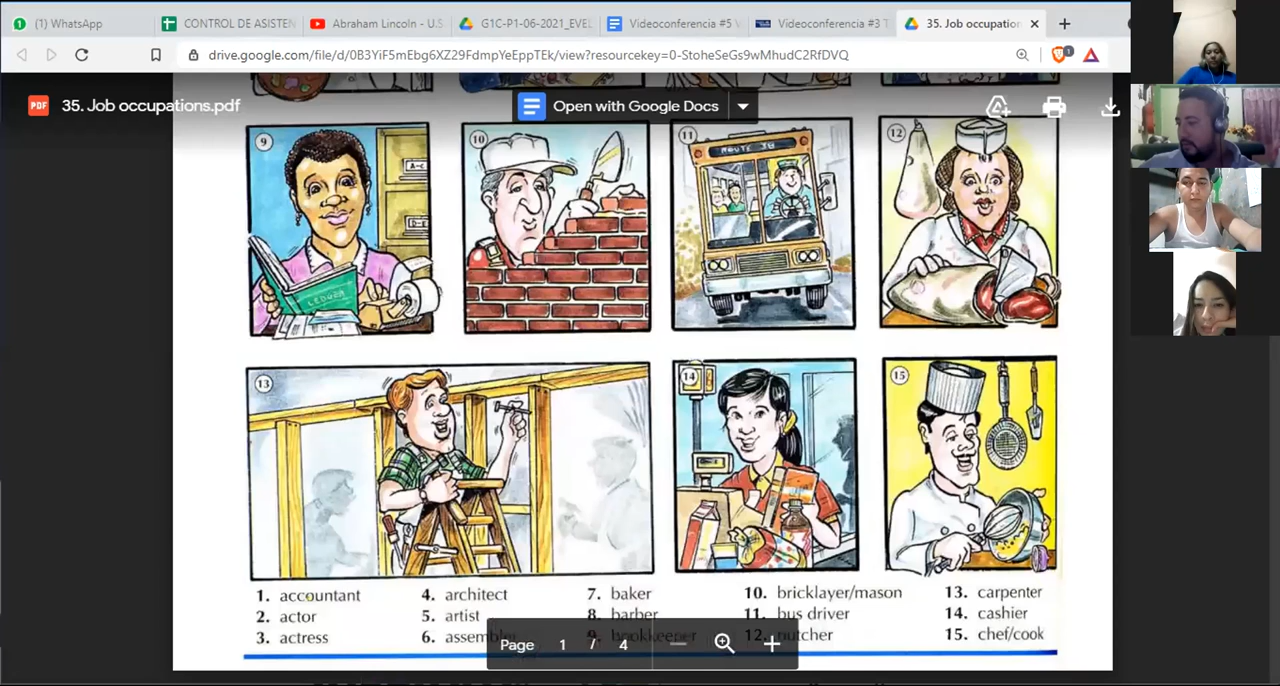 (1) WhatsApp
CONTROL DE ASISTEN
Abraham Lincoln - U.S
G1C-P1-06-2021_EVEL
Videoconferencia #5 V
Videoconferencia #3 T
35. Job occupation
drive.google.com/file/d/0B3YiF5mEbg6XZ29FdmpYeEppTEk/view?resourcekey=0-StoheSeGs9wMhudC2RfDVQ
PDF 35. Job occupations.pdf
Open with Google Docs
9
A-C
D-E
LEDGER
10
11
ROUTE 38
12
13
14
15
1. accountant
2. actor
3. actress
4. architect
5. artist
6. assembler
7. baker
8. barber
9. bookkeeper
10. bricklayer/mason
11. bus driver
12. butcher
13. carpenter
14. cashier
15. chef/cook
Page 1 / 4